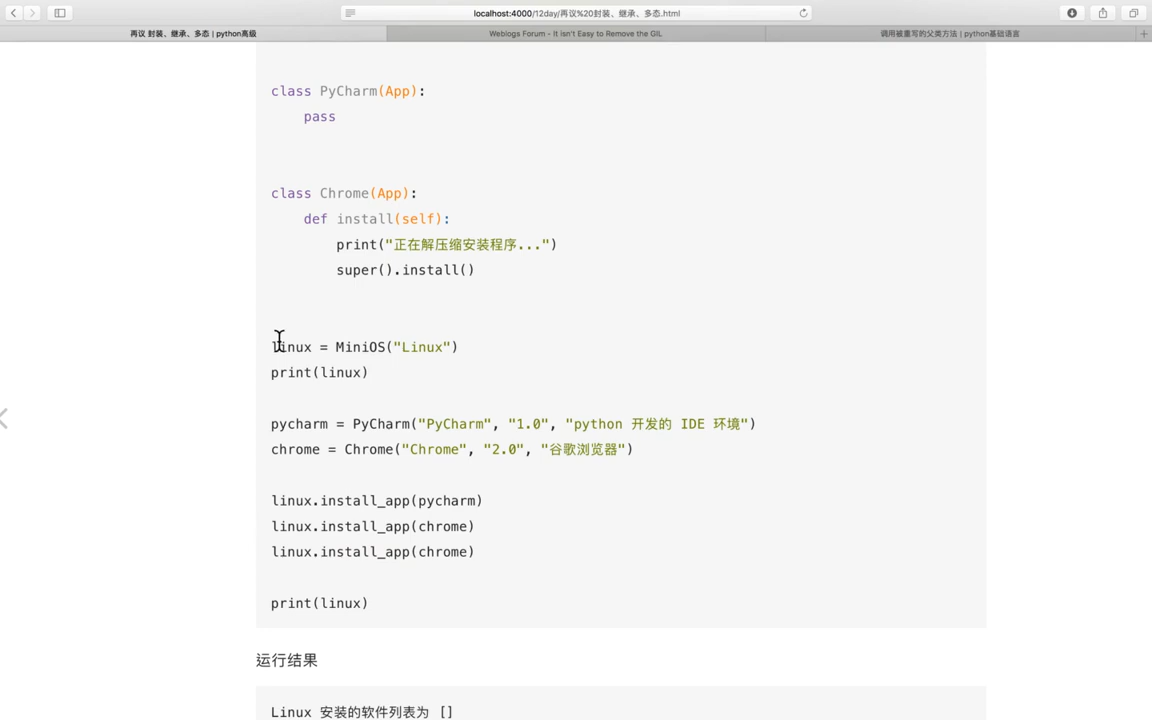 localhost:4000/12day/再议%20封装、继承、多态.html
再议 封装、继承、多态 | python高级
Weblogs Forum - It isn't Easy to Remove the GIL
调用被重写的父类方法 | python基础语言
class PyCharm(App):
pass
class Chrome(App):
def install(self):
print("正在解压缩安装程序...")
super().install()
linux = MiniOS("Linux")
print(linux)
pycharm = PyCharm("PyCharm", "1.0", "python 开发的 IDE 环境")
chrome = Chrome("Chrome", "2.0", "谷歌浏览器")
linux.install_app(pycharm)
linux.install_app(chrome)
linux.install_app(chrome)
print(linux)
运行结果
Linux 安装的软件列表为 []